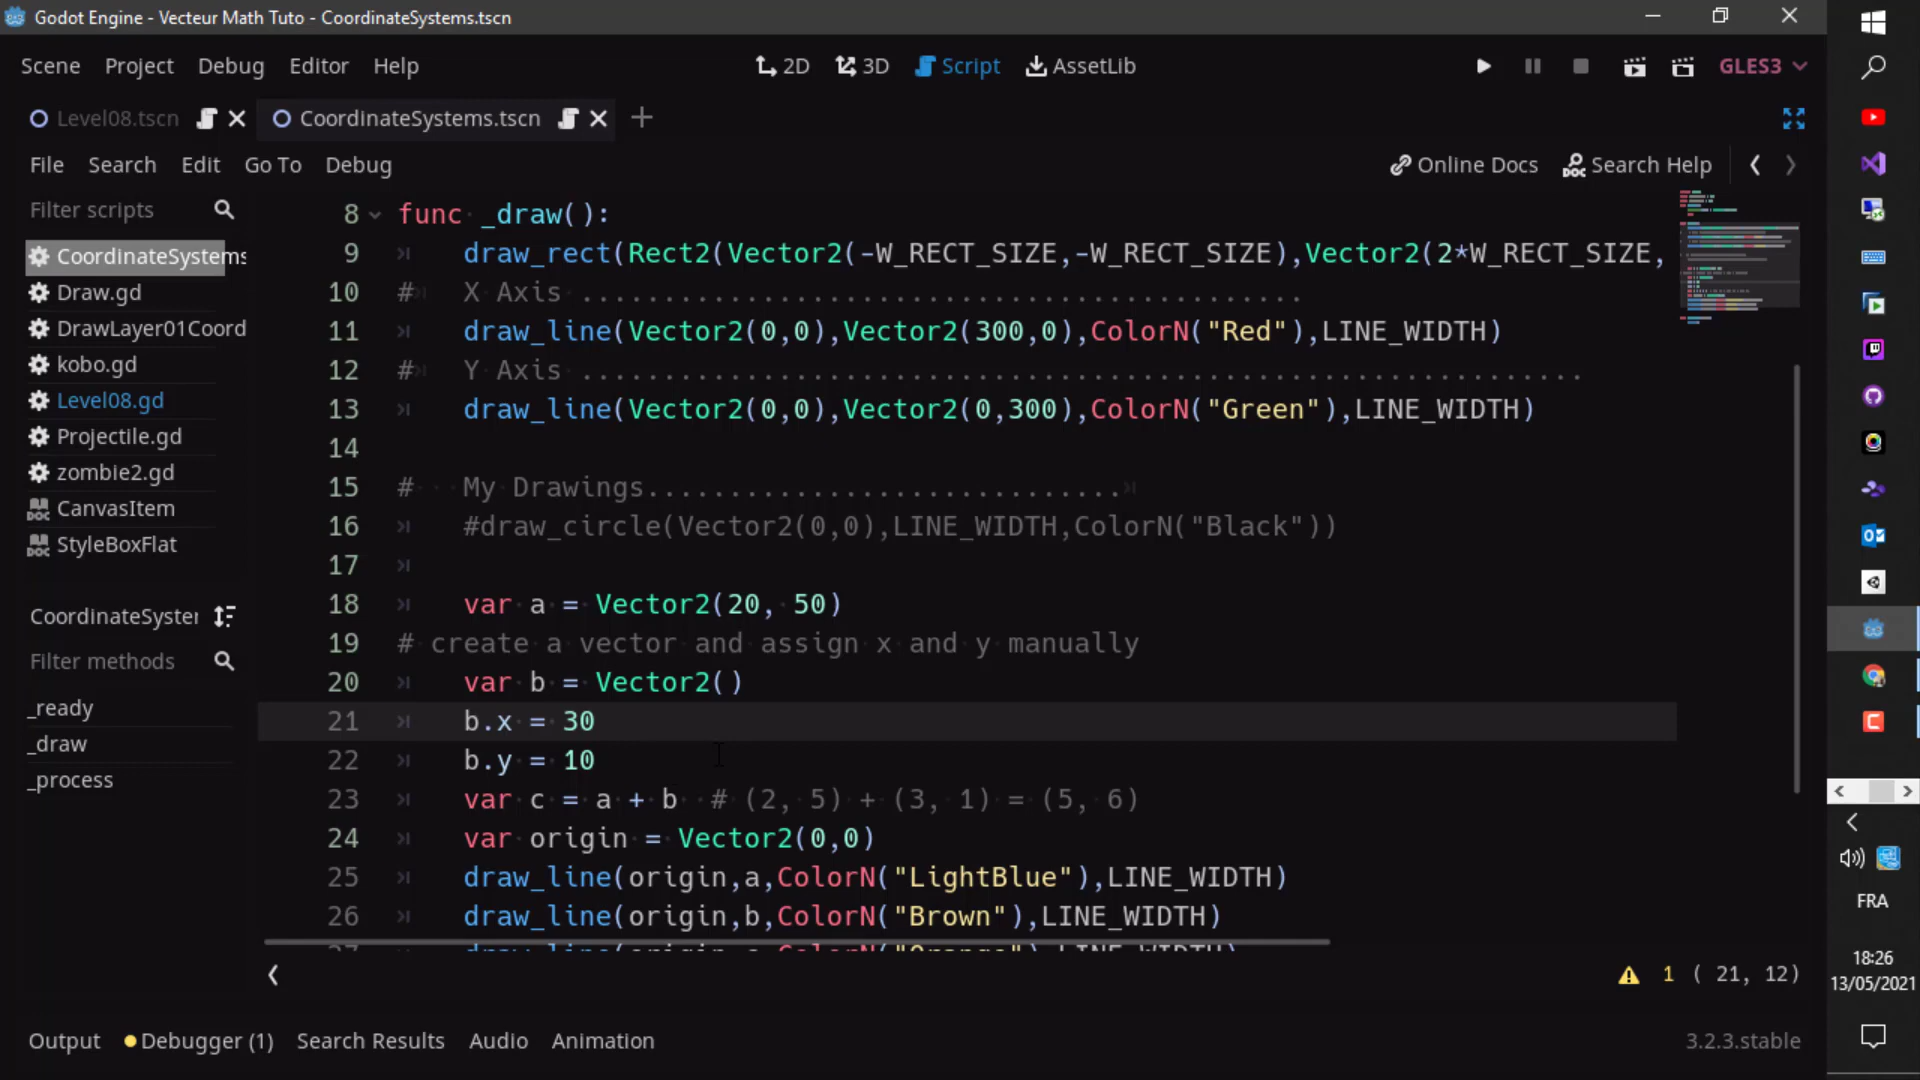 Godot Engine - Vecteur Math Tuto - CoordinateSystems.tscn
Scene Project Debug Editor Help
2D 3D Script AssetLib
GLES3
Level08.tscn CoordinateSystems.tscn
File Search Edit Go To Debug
Online Docs Search Help
Filter scripts
CoordinateSystems
Draw.gd
DrawLayer01Coord
kobo.gd
Level08.gd
Projectile.gd
zombie2.gd
CanvasItem
StyleBoxFlat
CoordinateSyster
Filter methods
_ready
_draw
_process
8 func _draw():
9 draw_rect(Rect2(Vector2(-W_RECT_SIZE,-W_RECT_SIZE),Vector2(2*W_RECT_SIZE,
10 # X Axis ............................................
11 draw_line(Vector2(0,0),Vector2(300,0),ColorN("Red"),LINE_WIDTH)
12 # Y Axis .............................................................
13 draw_line(Vector2(0,0),Vector2(0,300),ColorN("Green"),LINE_WIDTH)
14
15 # My Drawings.............................
16 #draw_circle(Vector2(0,0),LINE_WIDTH,ColorN("Black"))
17
18 var a = Vector2(20, 50)
19 # create a vector and assign x and y manually
20 var b = Vector2()
21 b.x = 30
22 b.y = 10
23 var c = a + b # (2, 5) + (3, 1) = (5, 6)
24 var origin = Vector2(0,0)
25 draw_line(origin,a,ColorN("LightBlue"),LINE_WIDTH)
26 draw_line(origin,b,ColorN("Brown"),LINE_WIDTH)
1 ( 21, 12)
Output Debugger (1) Search Results Audio Animation
3.2.3.stable
FRA
18:26
13/05/2021